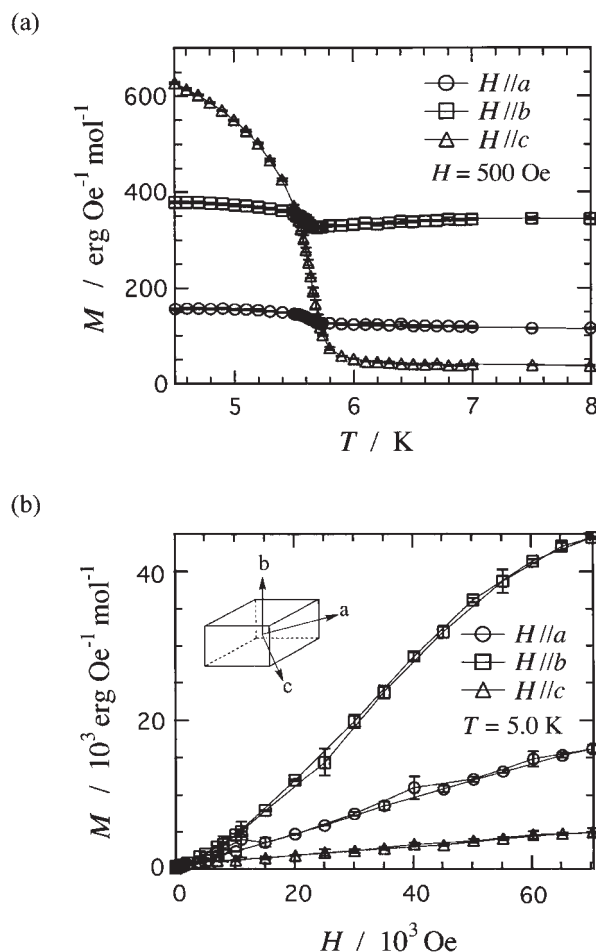 (a)
600
400
200
0
M / erg Oe⁻¹ mol⁻¹
H//a
H//b
H//c
H = 500 Oe
5
6
7
8
T / K
(b)
40
20
0
M / 10³ erg Oe⁻¹ mol⁻¹
b
a
c
H//a
H//b
H//c
T = 5.0 K
0
20
40
60
H / 10³ Oe